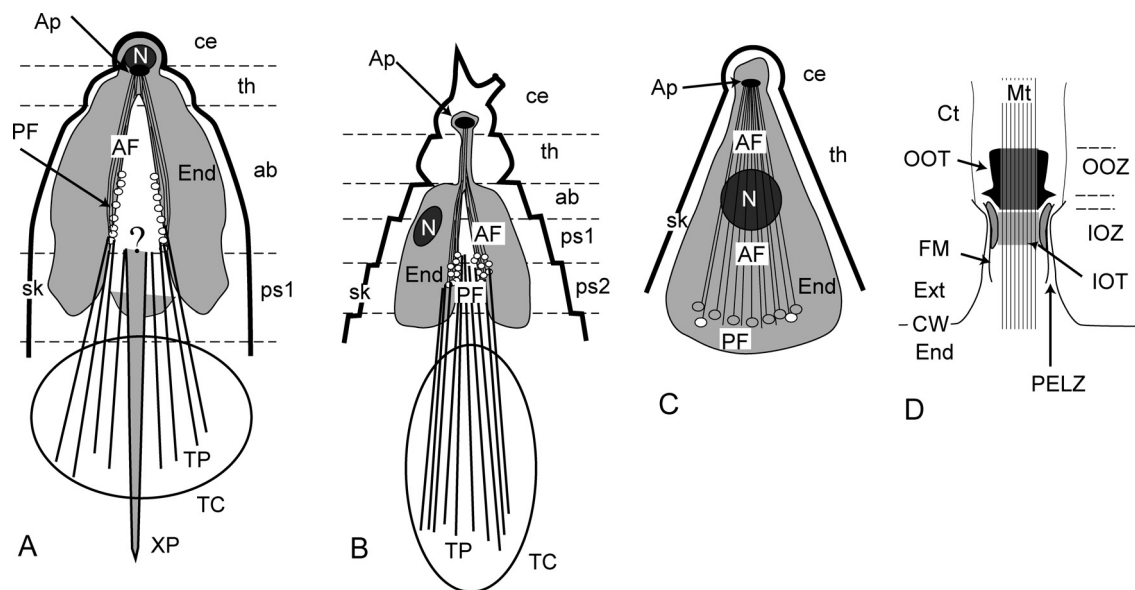 Ap
N
ce
th
PF
AF
End
ab
?
sk
ps1
TP
TC
XP
A
Ap
ce
th
ab
N
AF
ps1
End
PF
sk
ps2
TP
TC
B
Ap
ce
AF
th
N
sk
AF
End
PF
C
Mt
Ct
OOT
OOZ
IOZ
FM
IOT
Ext
CW
End
PELZ
D